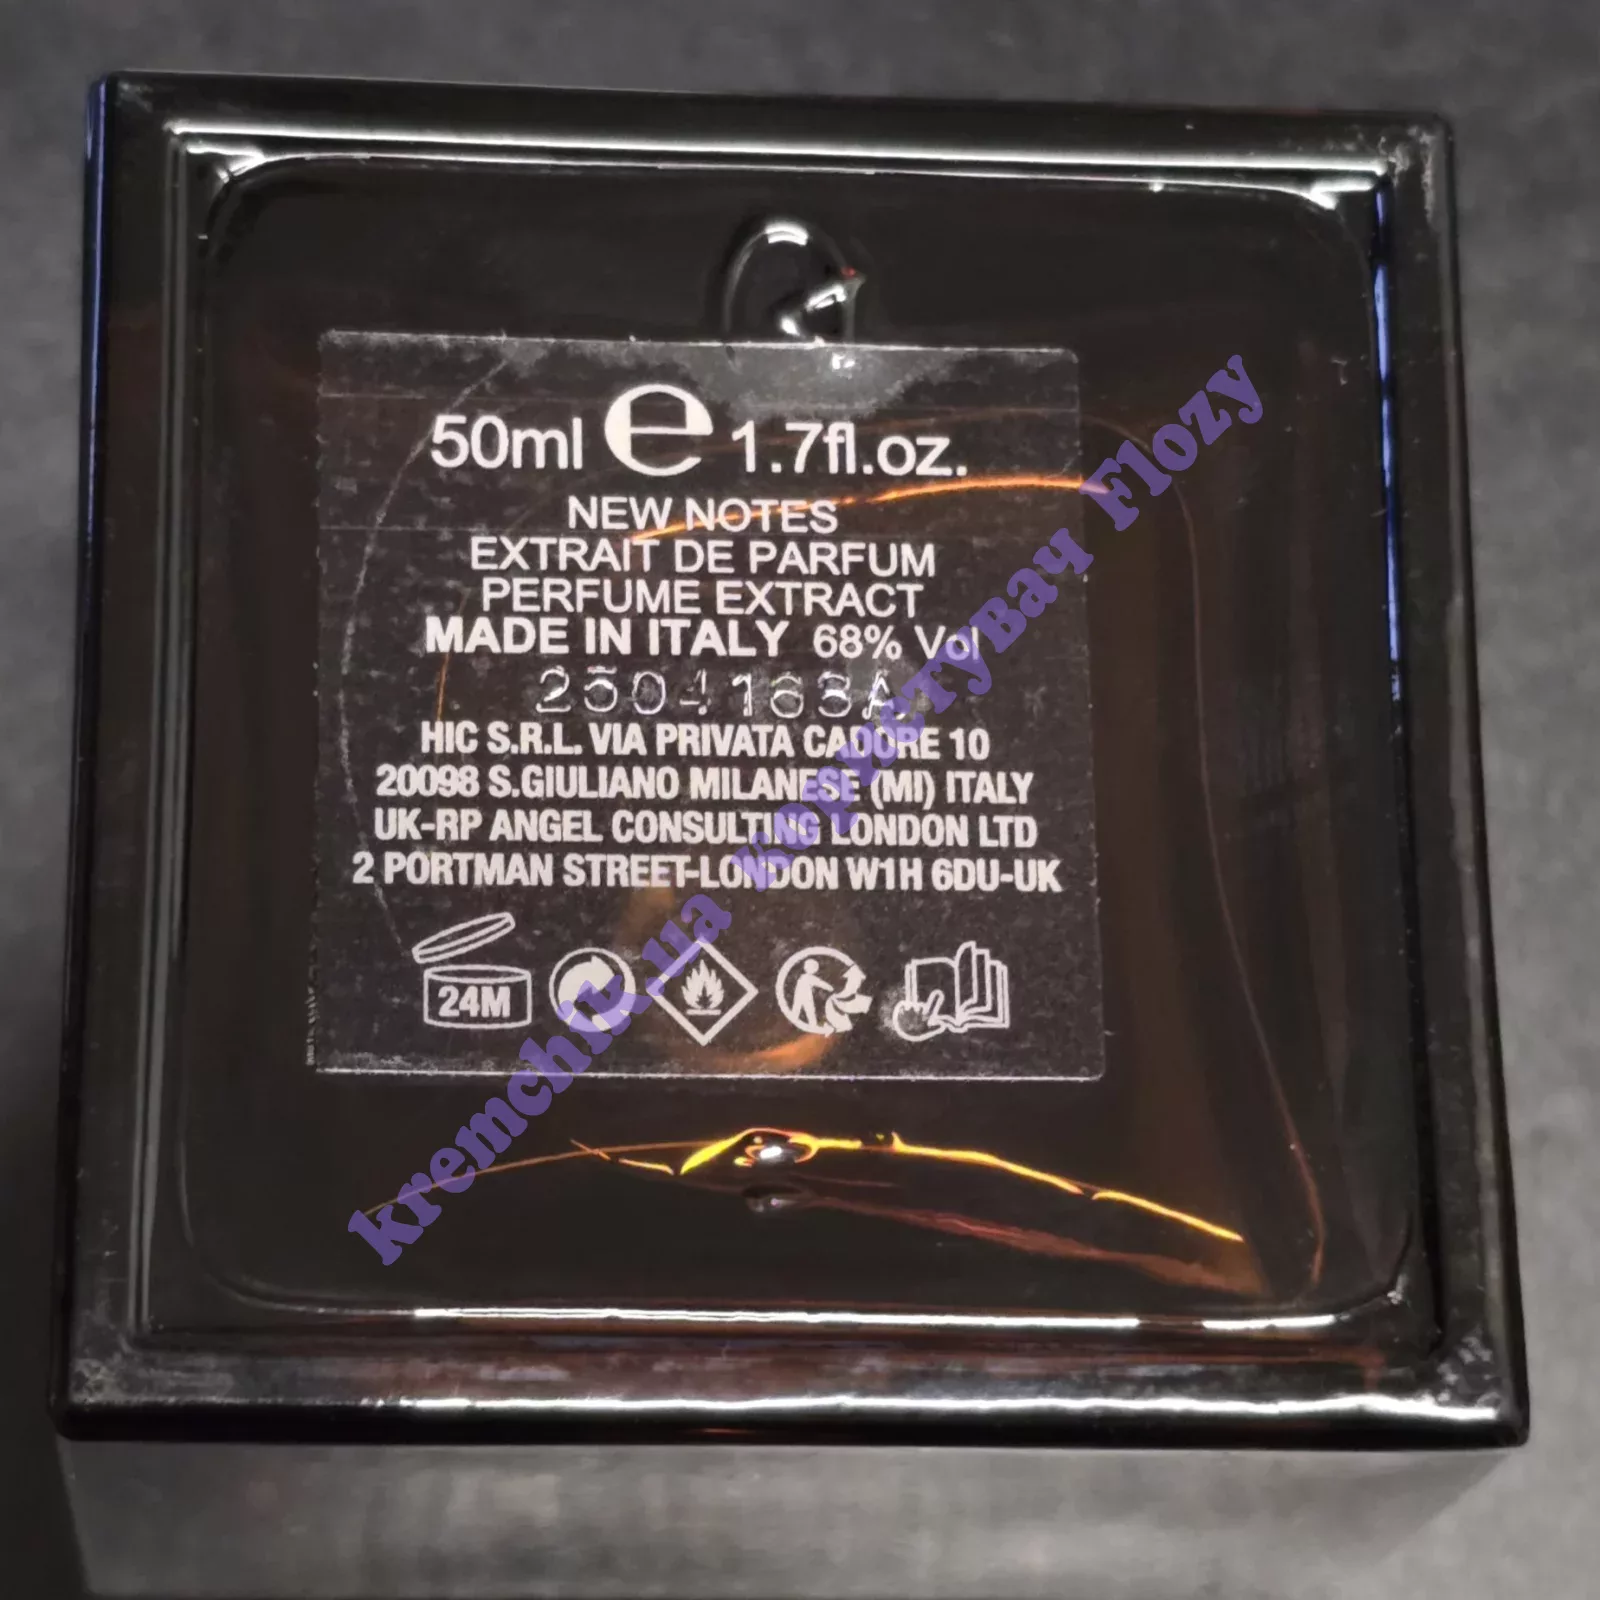 50ml e 1.7fl.oz.
NEW NOTES
EXTRAIT DE PARFUM
PERFUME EXTRACT
MADE IN ITALY 68% Vol
2504163A
HIC S.R.L. VIA PRIVATA CADORE 10
20098 S.GIULIANO MILANESE (MI) ITALY
UK-RP ANGEL CONSULTING LONDON LTD
2 PORTMAN STREET-LONDON W1H 6DU-UK
24M
kremchik.ua користувач Flozy